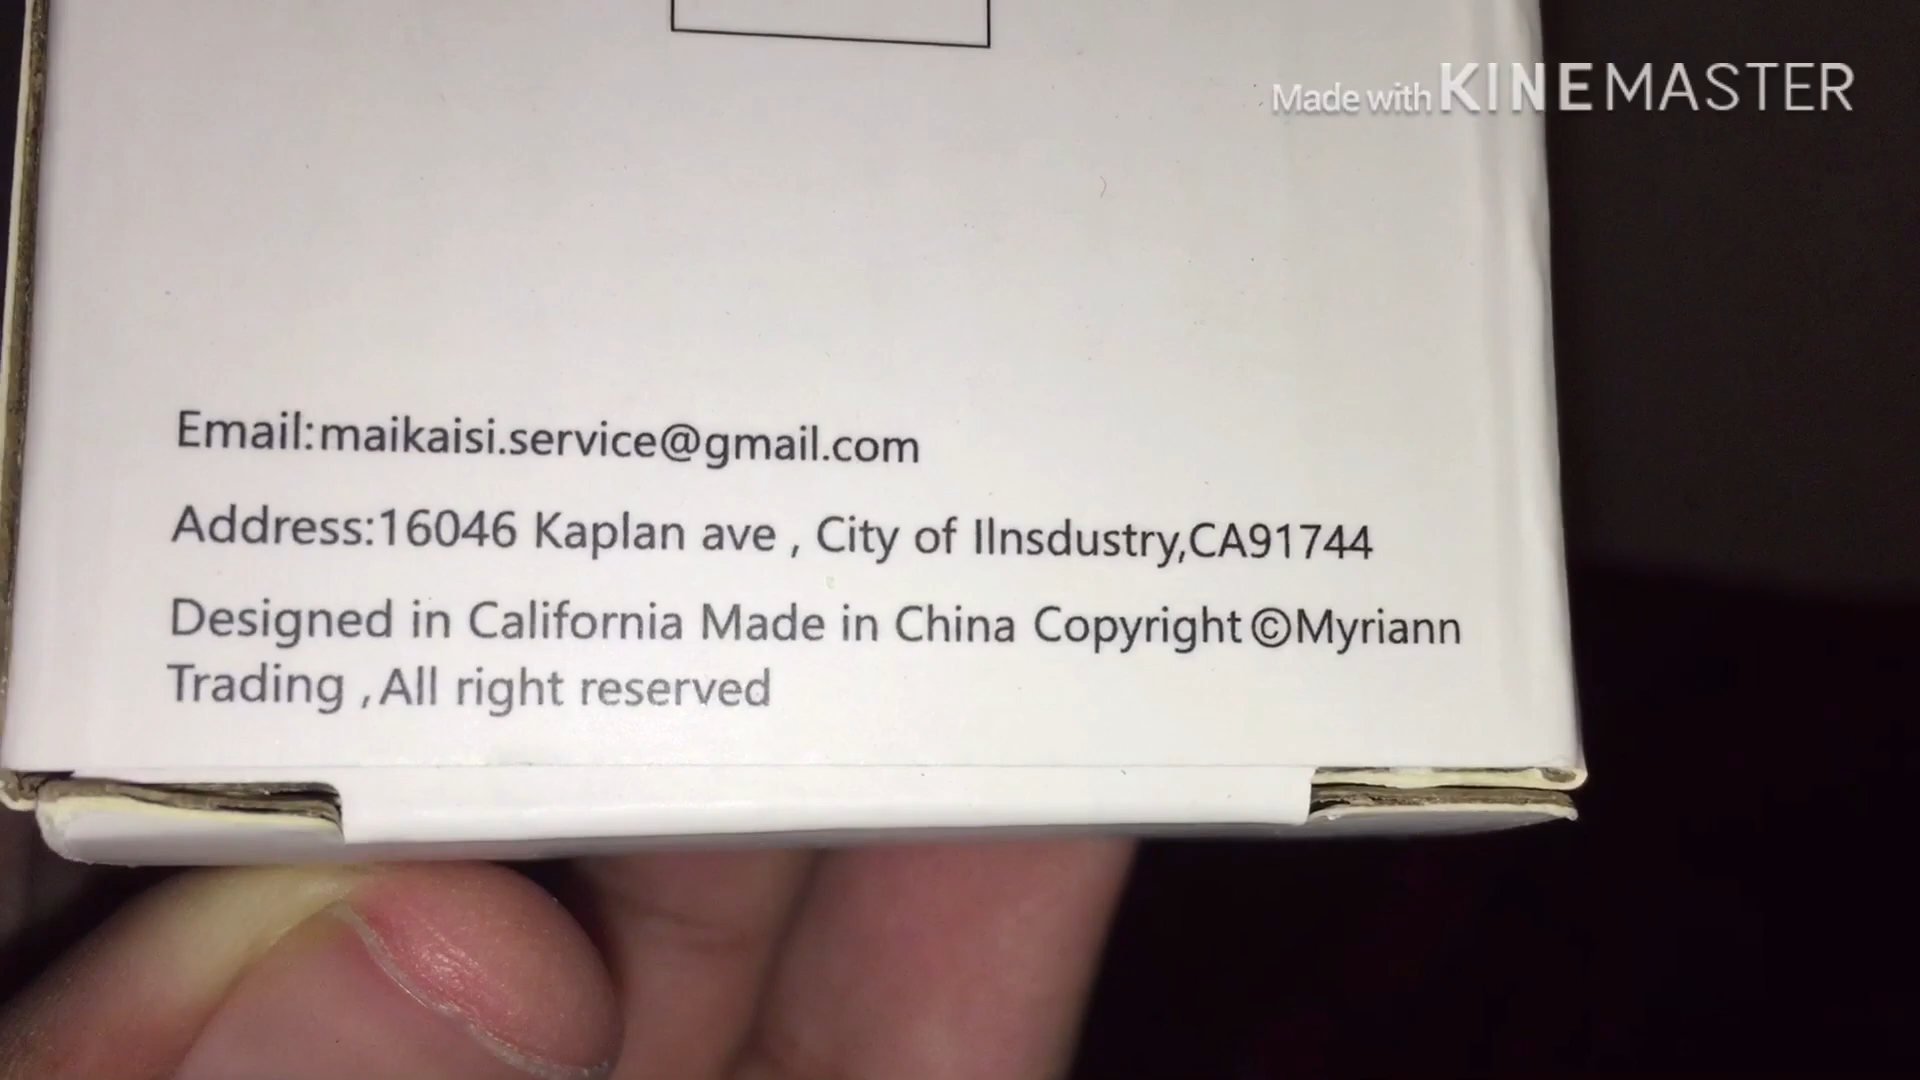 Made with KINEMASTER
Email:maikaisi.service@gmail.com
Address:16046 Kaplan ave , City of Ilnsdustry,CA91744
Designed in California Made in China Copyright ©Myriann
Trading ,All right reserved